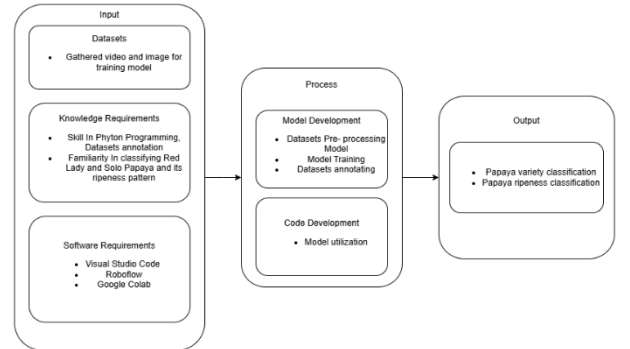 Input
Datasets
• Gathered video and image for
training model
Knowledge Requirements
• Skill In Phyton Programming,
Datasets annotation
• Familiarity In classifying Red
Lady and Solo Papaya and its
ripeness pattern
Software Requirements
• Visual Studio Code
• Roboflow
• Google Colab
Process
Model Development
• Datasets Pre- processing
Model
• Model Training
• Datasets annotating
Code Development
• Model utilization
Output
• Papaya variety classification
• Papaya ripeness classification